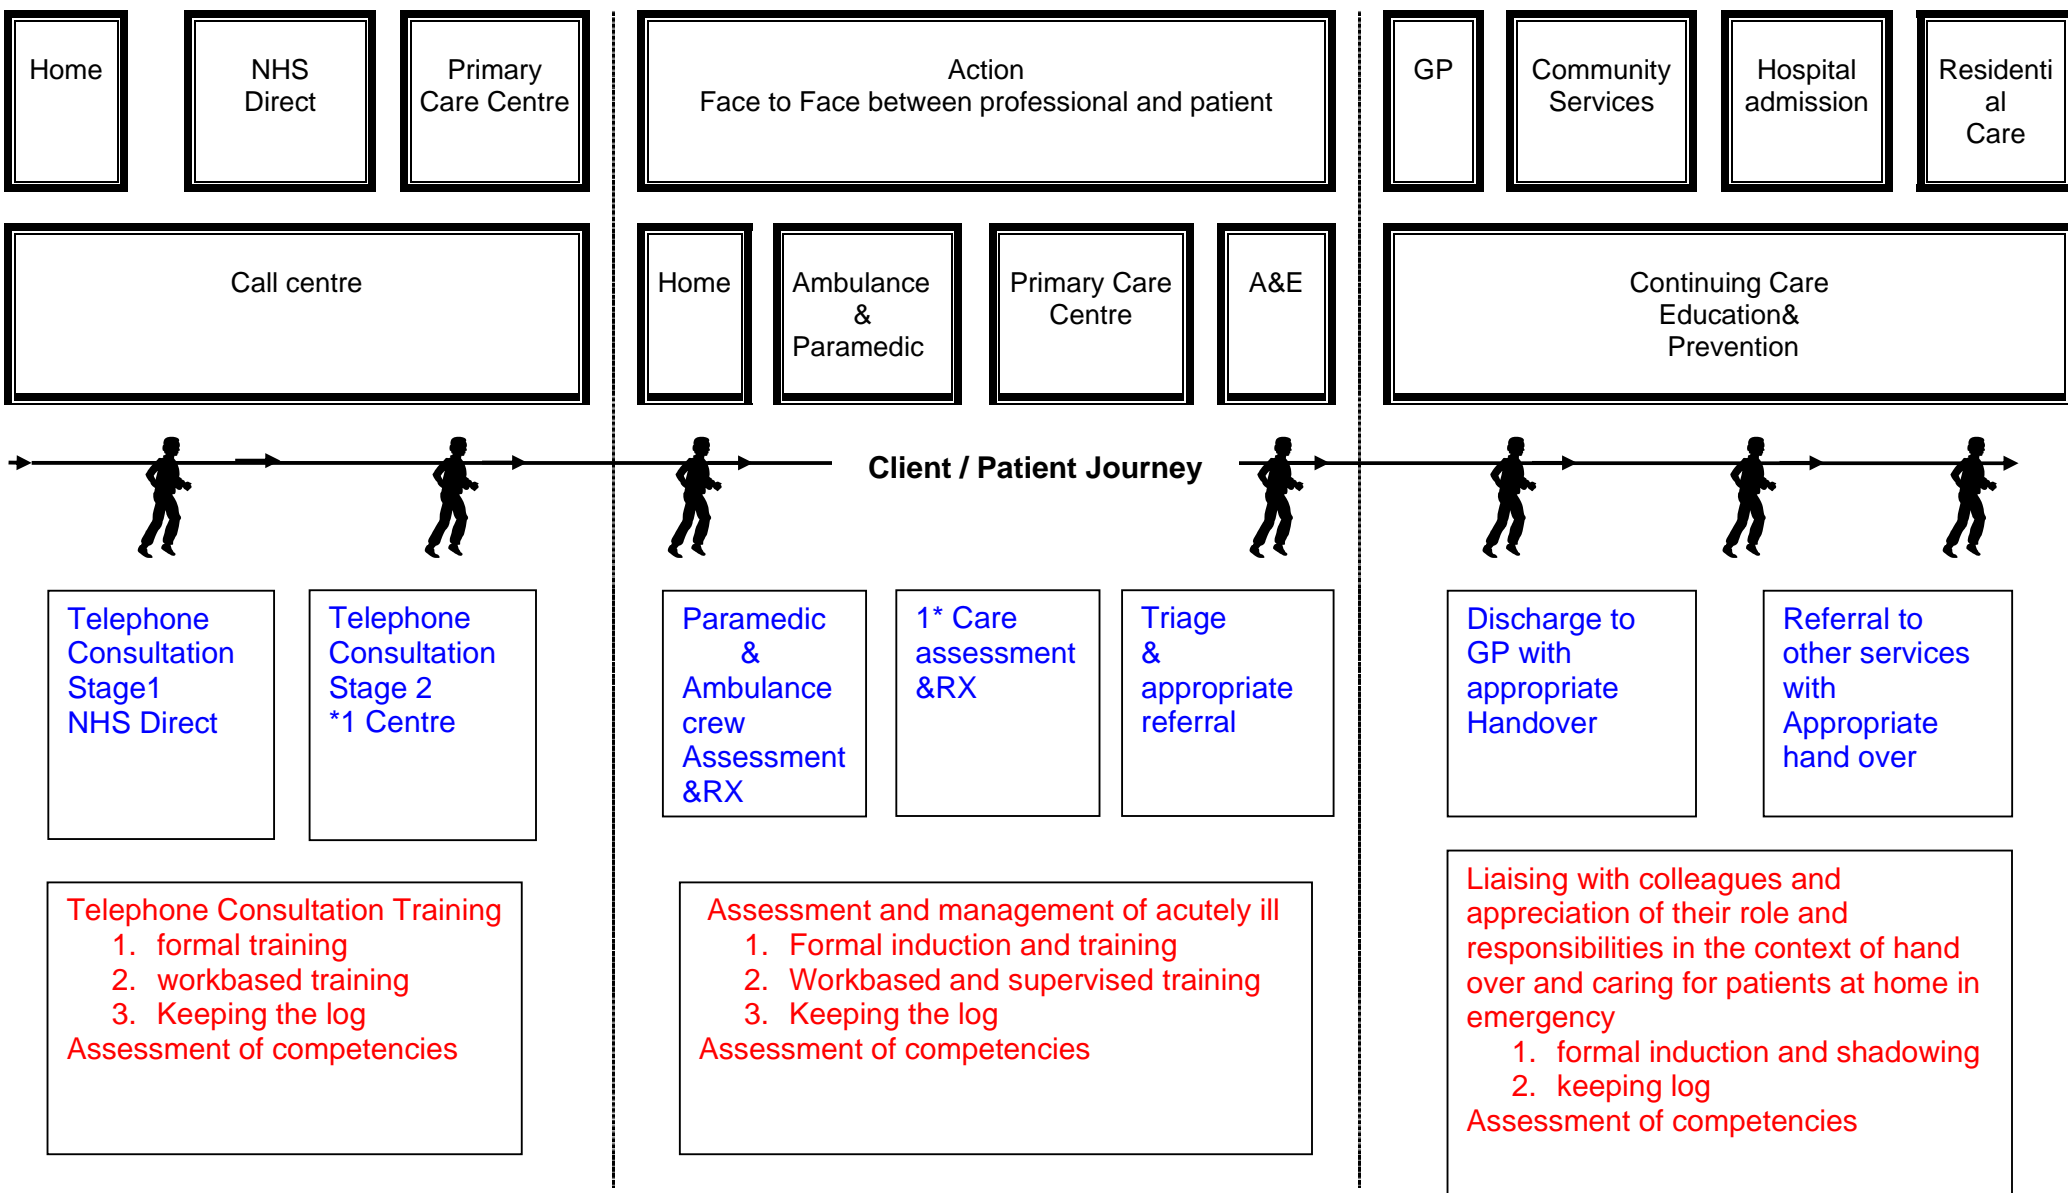 Home
NHS
Direct
Primary
Care Centre
Action
Face to Face between professional and patient
GP
Community
Services
Hospital
admission
Residenti
al
Care
Call centre
Home
Ambulance
&
Paramedic
Primary Care
Centre
A&E
Continuing Care
Education&
Prevention
Client / Patient Journey
Telephone
Consultation
Stage1
NHS Direct
Telephone
Consultation
Stage 2
*1 Centre
Paramedic
&
Ambulance
crew
Assessment
&RX
1* Care
assessment
&RX
Triage
&
appropriate
referral
Discharge to
GP with
appropriate
Handover
Referral to
other services
with
Appropriate
hand over
Telephone Consultation Training
1. formal training
2. workbased training
3. Keeping the log
Assessment of competencies
Assessment and management of acutely ill
1. Formal induction and training
2. Workbased and supervised training
3. Keeping the log
Assessment of competencies
Liaising with colleagues and
appreciation of their role and
responsibilities in the context of hand
over and caring for patients at home in
emergency
1. formal induction and shadowing
2. keeping log
Assessment of competencies